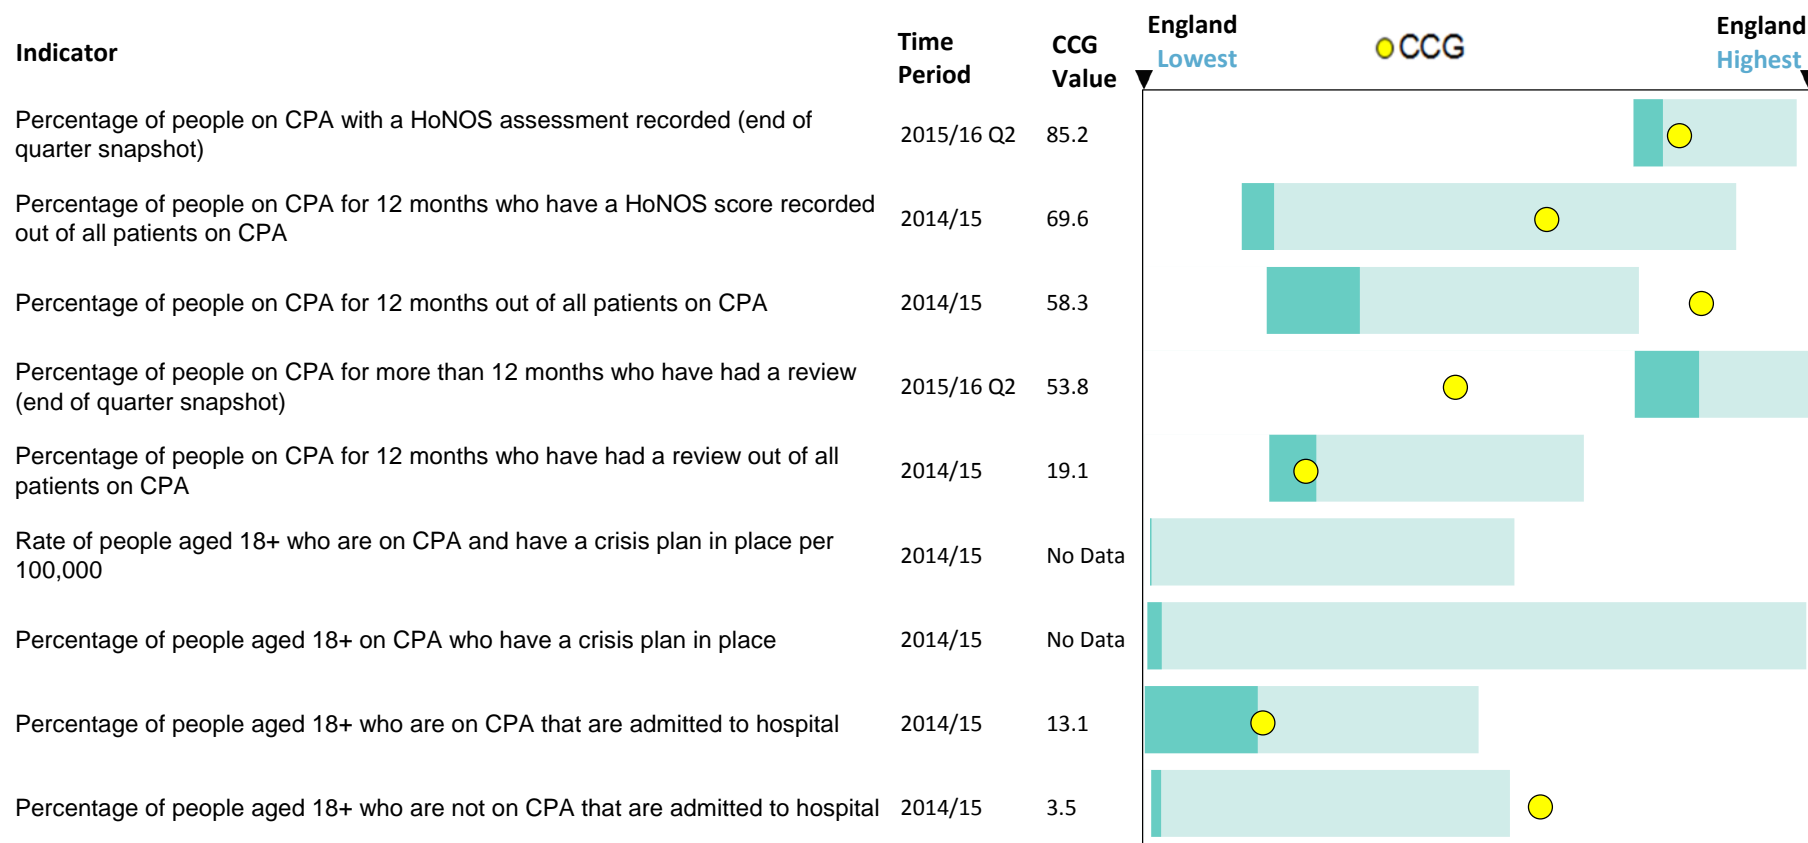 Indicator
Time
Period
CCG
Value
England
Lowest
CCG
England
Highest
Percentage of people on CPA with a HoNOS assessment recorded (end of
quarter snapshot)
2015/16 Q2
85.2
Percentage of people on CPA for 12 months who have a HoNOS score recorded
out of all patients on CPA
2014/15
69.6
Percentage of people on CPA for 12 months out of all patients on CPA
2014/15
58.3
Percentage of people on CPA for more than 12 months who have had a review
(end of quarter snapshot)
2015/16 Q2
53.8
Percentage of people on CPA for 12 months who have had a review out of all
patients on CPA
2014/15
19.1
Rate of people aged 18+ who are on CPA and have a crisis plan in place per
100,000
2014/15
No Data
Percentage of people aged 18+ on CPA who have a crisis plan in place
2014/15
No Data
Percentage of people aged 18+ who are on CPA that are admitted to hospital
2014/15
13.1
Percentage of people aged 18+ who are not on CPA that are admitted to hospital
2014/15
3.5